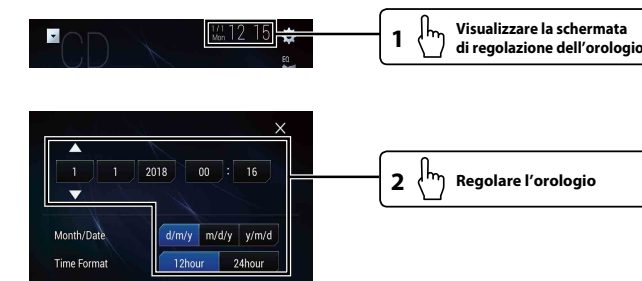 CD
1/1
Mon
12 15
EQ
1
Visualizzare la schermata
di regolazione dell'orologio
1 1 2018 00 : 16
2
Regolare l'orologio
Month/Date d/m/y m/d/y y/m/d
Time Format 12hour 24hour